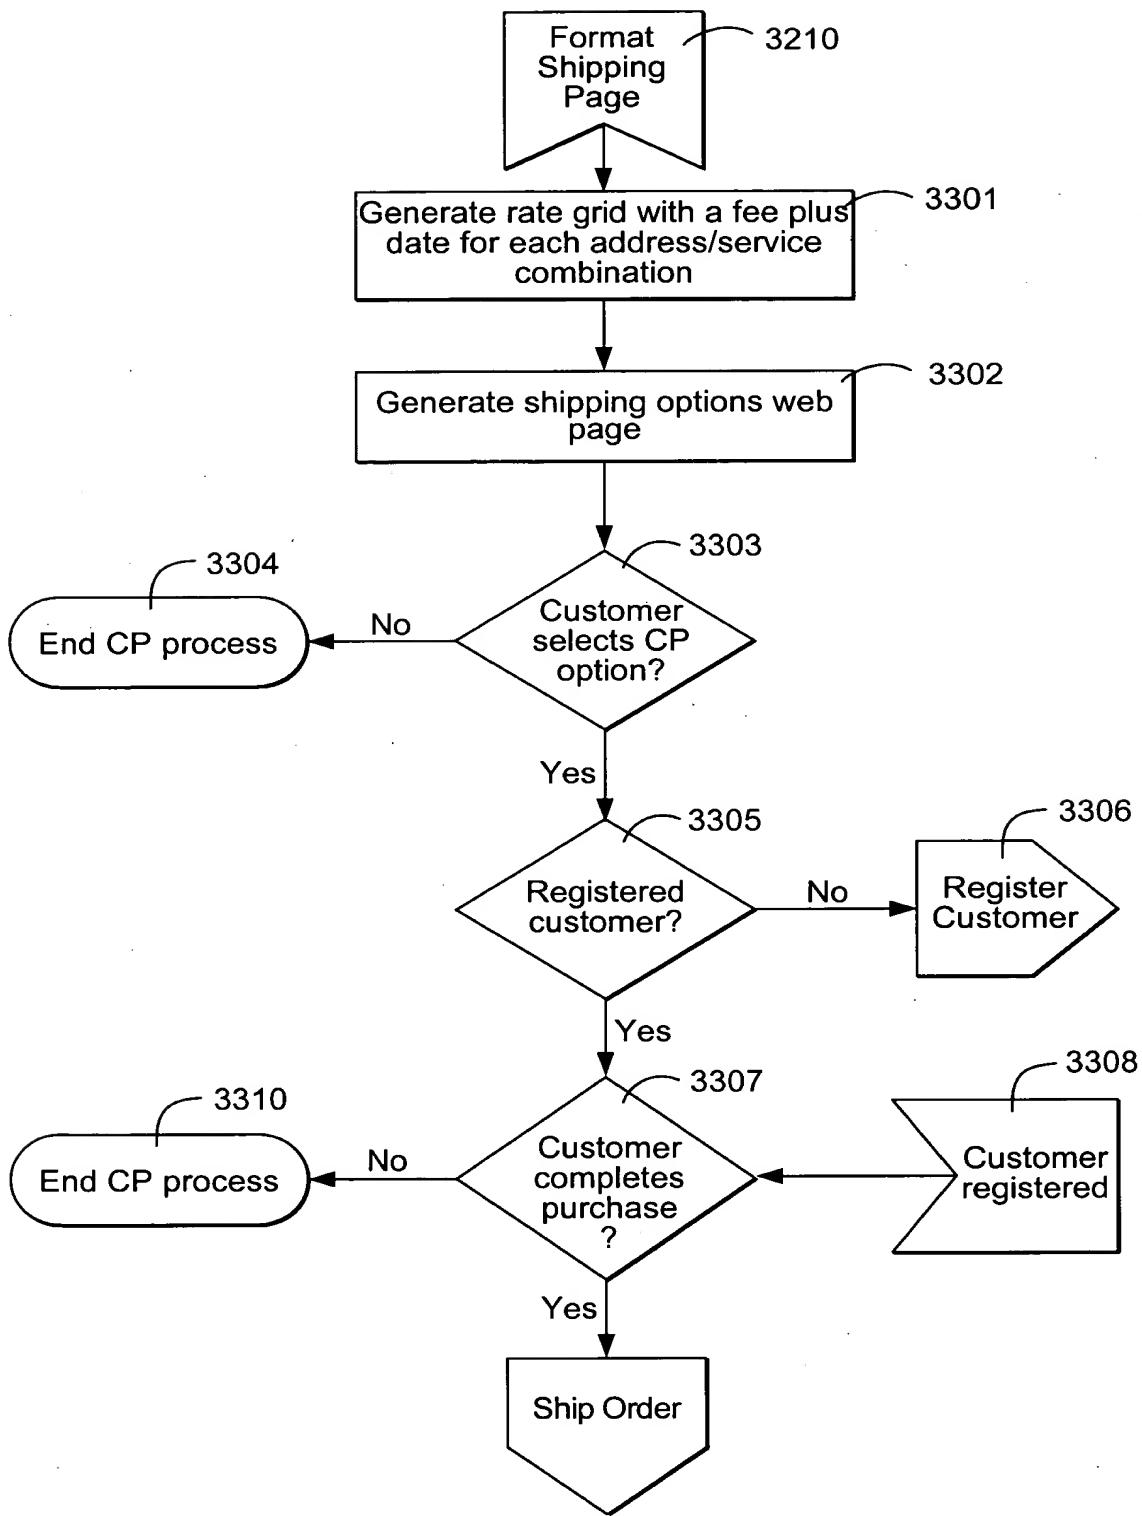 Format
Shipping
Page
3210
Generate rate grid with a fee plus
date for each address/service
combination
3301
Generate shipping options web
page
3302
3303
Customer
selects CP
option?
3304
End CP process
No
Yes
3305
Registered
customer?
No
3306
Register
Customer
Yes
3307
Customer
completes
purchase
?
3308
Customer
registered
3310
End CP process
No
Yes
Ship Order